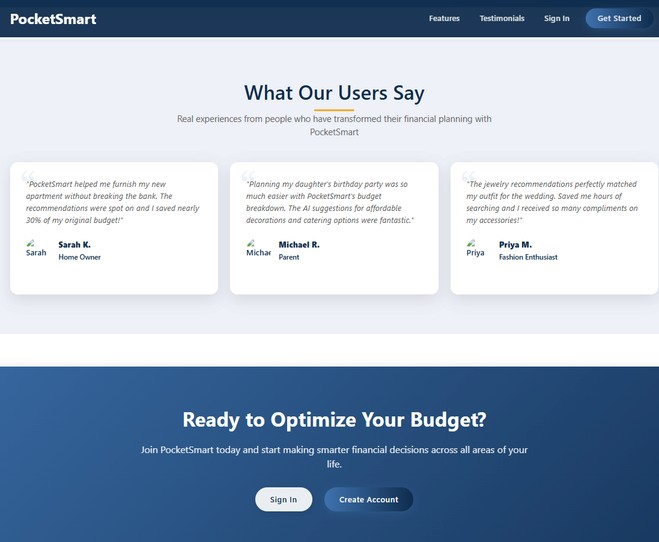 PocketSmart
Features Testimonials Sign In Get Started
What Our Users Say
Real experiences from people who have transformed their financial planning with
PocketSmart
"PocketSmart helped me furnish my new
apartment without breaking the bank. The
recommendations were spot on and I saved nearly
30% of my original budget!"
Sarah
Sarah K.
Home Owner
"Planning my daughter's birthday party was so
much easier with PocketSmart's budget
breakdown. The AI suggestions for affordable
decorations and catering options were fantastic."
Michael R.
Parent
"The jewelry recommendations perfectly matched
my outfit for the wedding. Saved me hours of
searching and I received so many compliments on
my accessories!"
Priya
Priya M.
Fashion Enthusiast
Ready to Optimize Your Budget?
Join PocketSmart today and start making smarter financial decisions across all areas of your
life.
Sign In Create Account